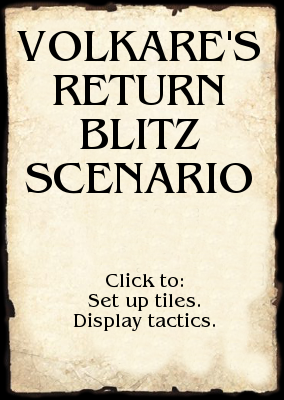 VOLKARE'S
RETURN
BLITZ
SCENARIO
Click to:
Set up tiles.
Display tactics.